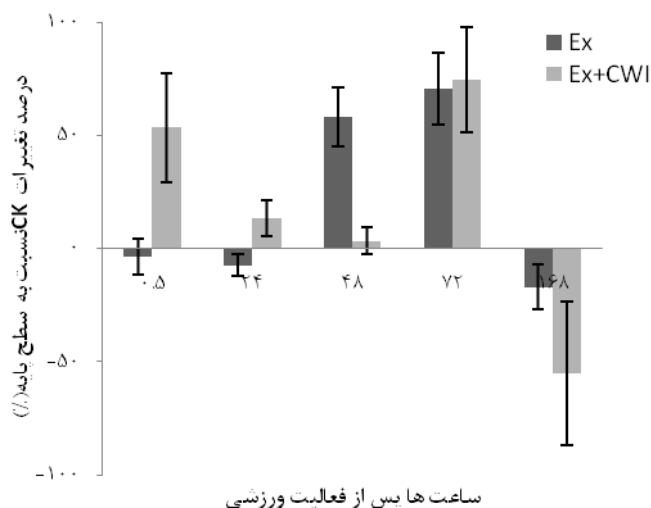 درصد تغییرات CKنسبت به سطح پایه(٪)
۱۰۰
۵۰
۰
-۵۰
-۱۰۰
Ex
Ex+CWI
۰.۵ ۲۴ ۴۸ ۷۲ ۱۶۸
ساعت ها پس از فعالیت ورزشی